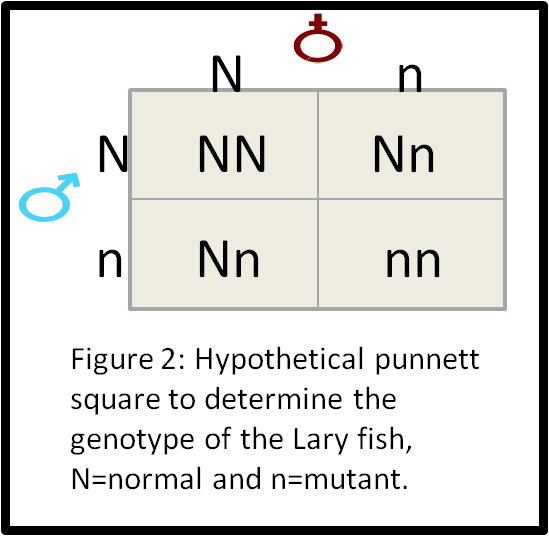 N n
N NN Nn
n Nn nn
Figure 2: Hypothetical punnett
square to determine the
genotype of the Lary fish,
N=normal and n=mutant.